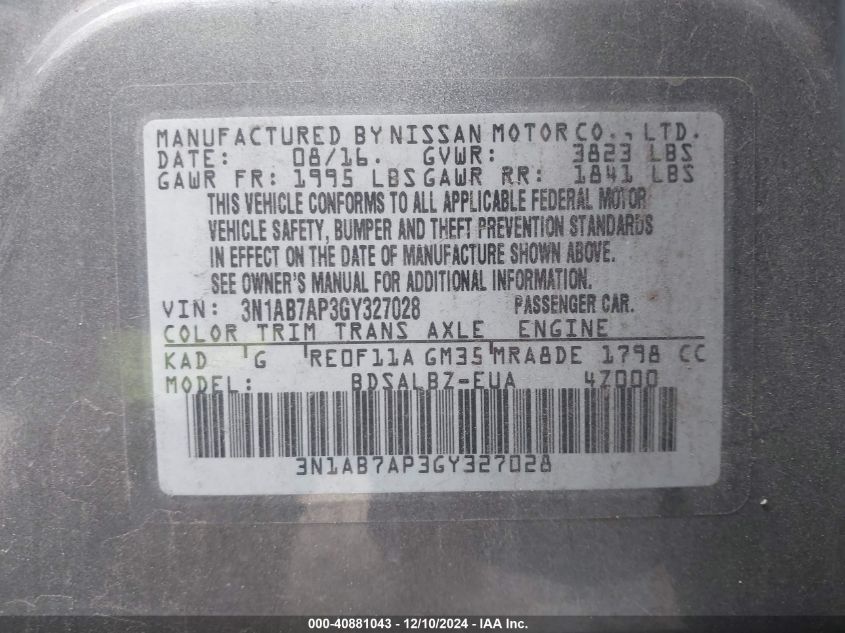 MANUFACTURED BY NISSAN MOTOR CO., LTD.
DATE: 08/16. GVWR: 3823 LBS
GAWR FR: 1995 LBS GAWR RR: 1841 LBS
THIS VEHICLE CONFORMS TO ALL APPLICABLE FEDERAL MOTOR
VEHICLE SAFETY, BUMPER AND THEFT PREVENTION STANDARDS
IN EFFECT ON THE DATE OF MANUFACTURE SHOWN ABOVE.
SEE OWNER'S MANUAL FOR ADDITIONAL INFORMATION.
VIN: 3N1AB7AP3GY327028 PASSENGER CAR.
COLOR TRIM TRANS AXLE ENGINE
KAD G RE0F11A GM35 MRA8DE 1798 CC
MODEL: BDSALBZ-EUA 4Z000
3N1AB7AP3GY327028
000-40881043 - 12/10/2024 - IAA Inc.